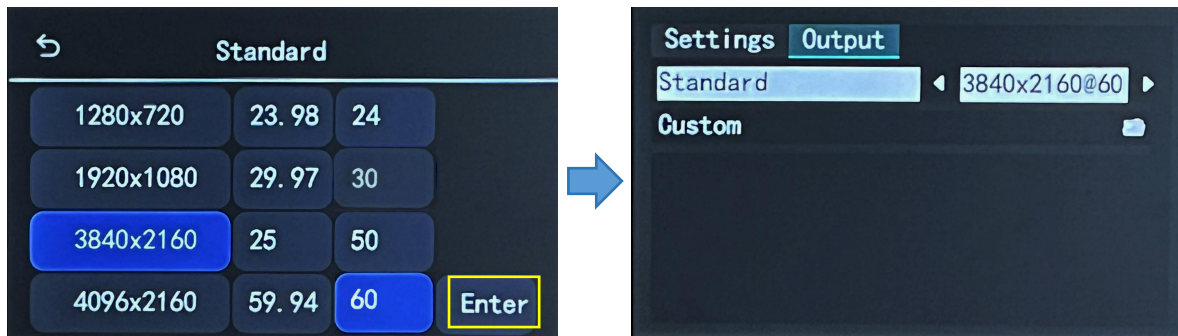 Standard
1280x720 23.98 24
1920x1080 29.97 30
3840x2160 25 50
4096x2160 59.94 60 Enter
Settings Output
Standard 3840x2160@60
Custom